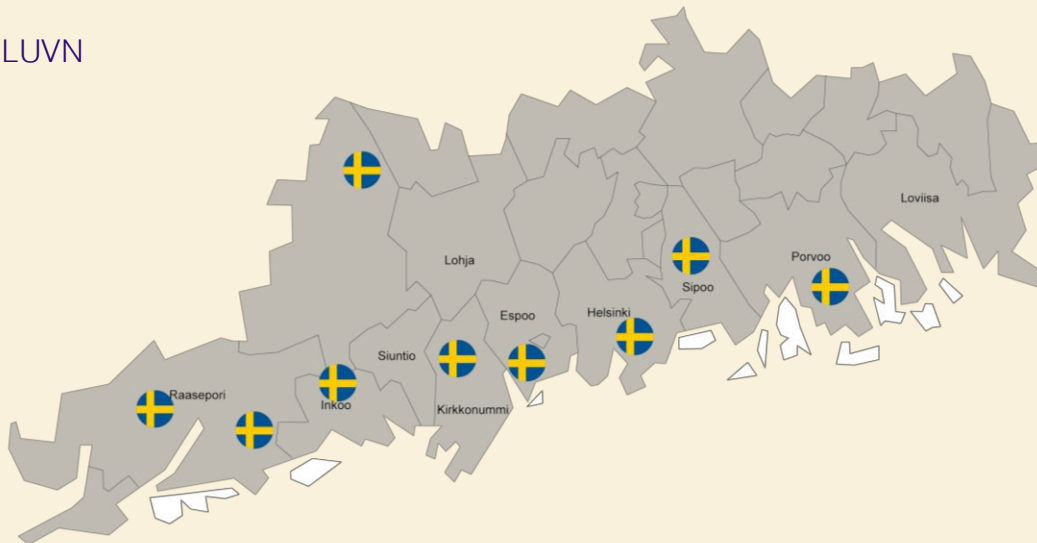 LUVN
Loviisa
Porvoo
Lohja
Sipoo
Helsinki
Espoo
Siuntio
Raasepori
Inkoo
Kirkkonummi